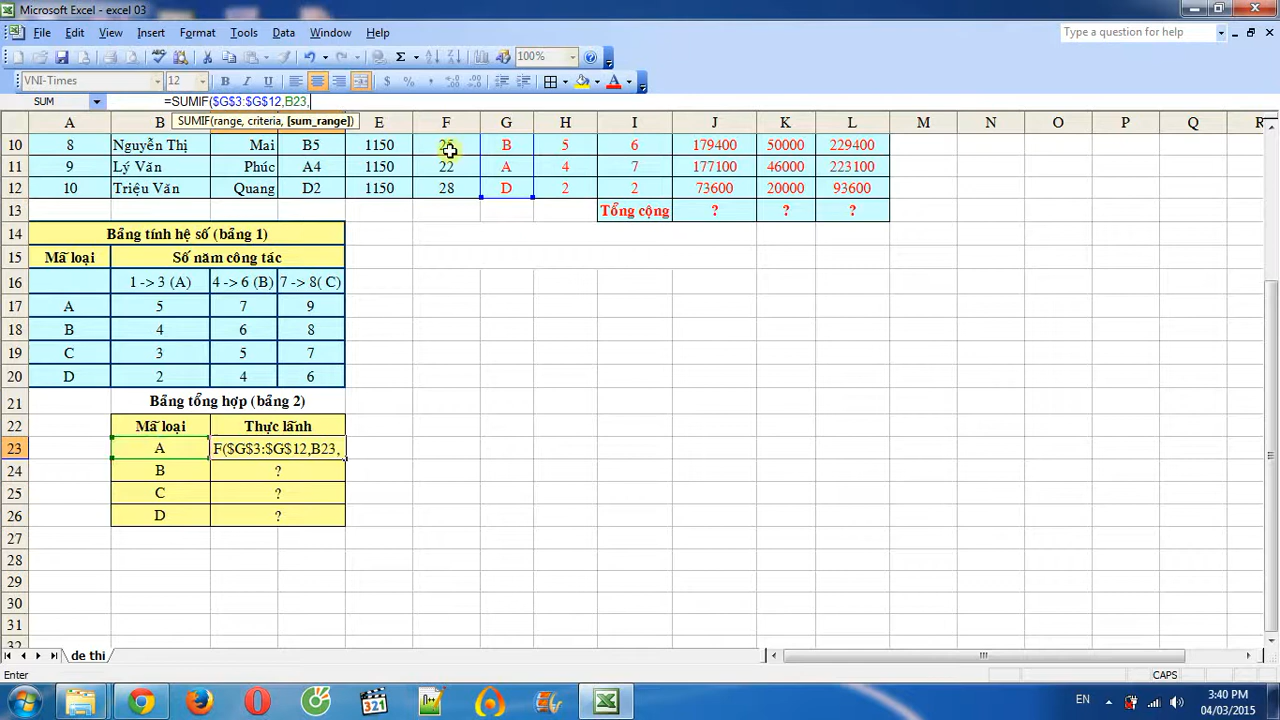 Microsoft Excel - excel 03
File Edit View Insert Format Tools Data Window Help
Type a question for help
Σ 100%
VNI-Times 12 B I U $ % , A
SUM =SUMIF($G$3:$G$12,B23,
SUMIF(range, criteria, [sum_range])
A B E F G H I J K L M N O P Q R
10 8 Nguyễn Thị Mai B5 1150 B 5 6 179400 50000 229400
11 9 Lý Văn Phúc A4 1150 22 A 4 7 177100 46000 223100
12 10 Triệu Văn Quang D2 1150 28 D 2 2 73600 20000 93600
13 Tổng cộng ? ? ?
14 Bảng tính hệ số (bảng 1)
15 Mã loại Số năm công tác
16 1 -> 3 (A) 4 -> 6 (B) 7 -> 8( C)
17 A 5 7 9
18 B 4 6 8
19 C 3 5 7
20 D 2 4 6
21 Bảng tổng hợp (bảng 2)
22 Mã loại Thực lãnh
23 A F($G$3:$G$12,B23,
24 B ?
25 C ?
26 D ?
27
28
29
30
31
32
de thi
Enter CAPS
321 EN 3:40 PM
04/03/2015